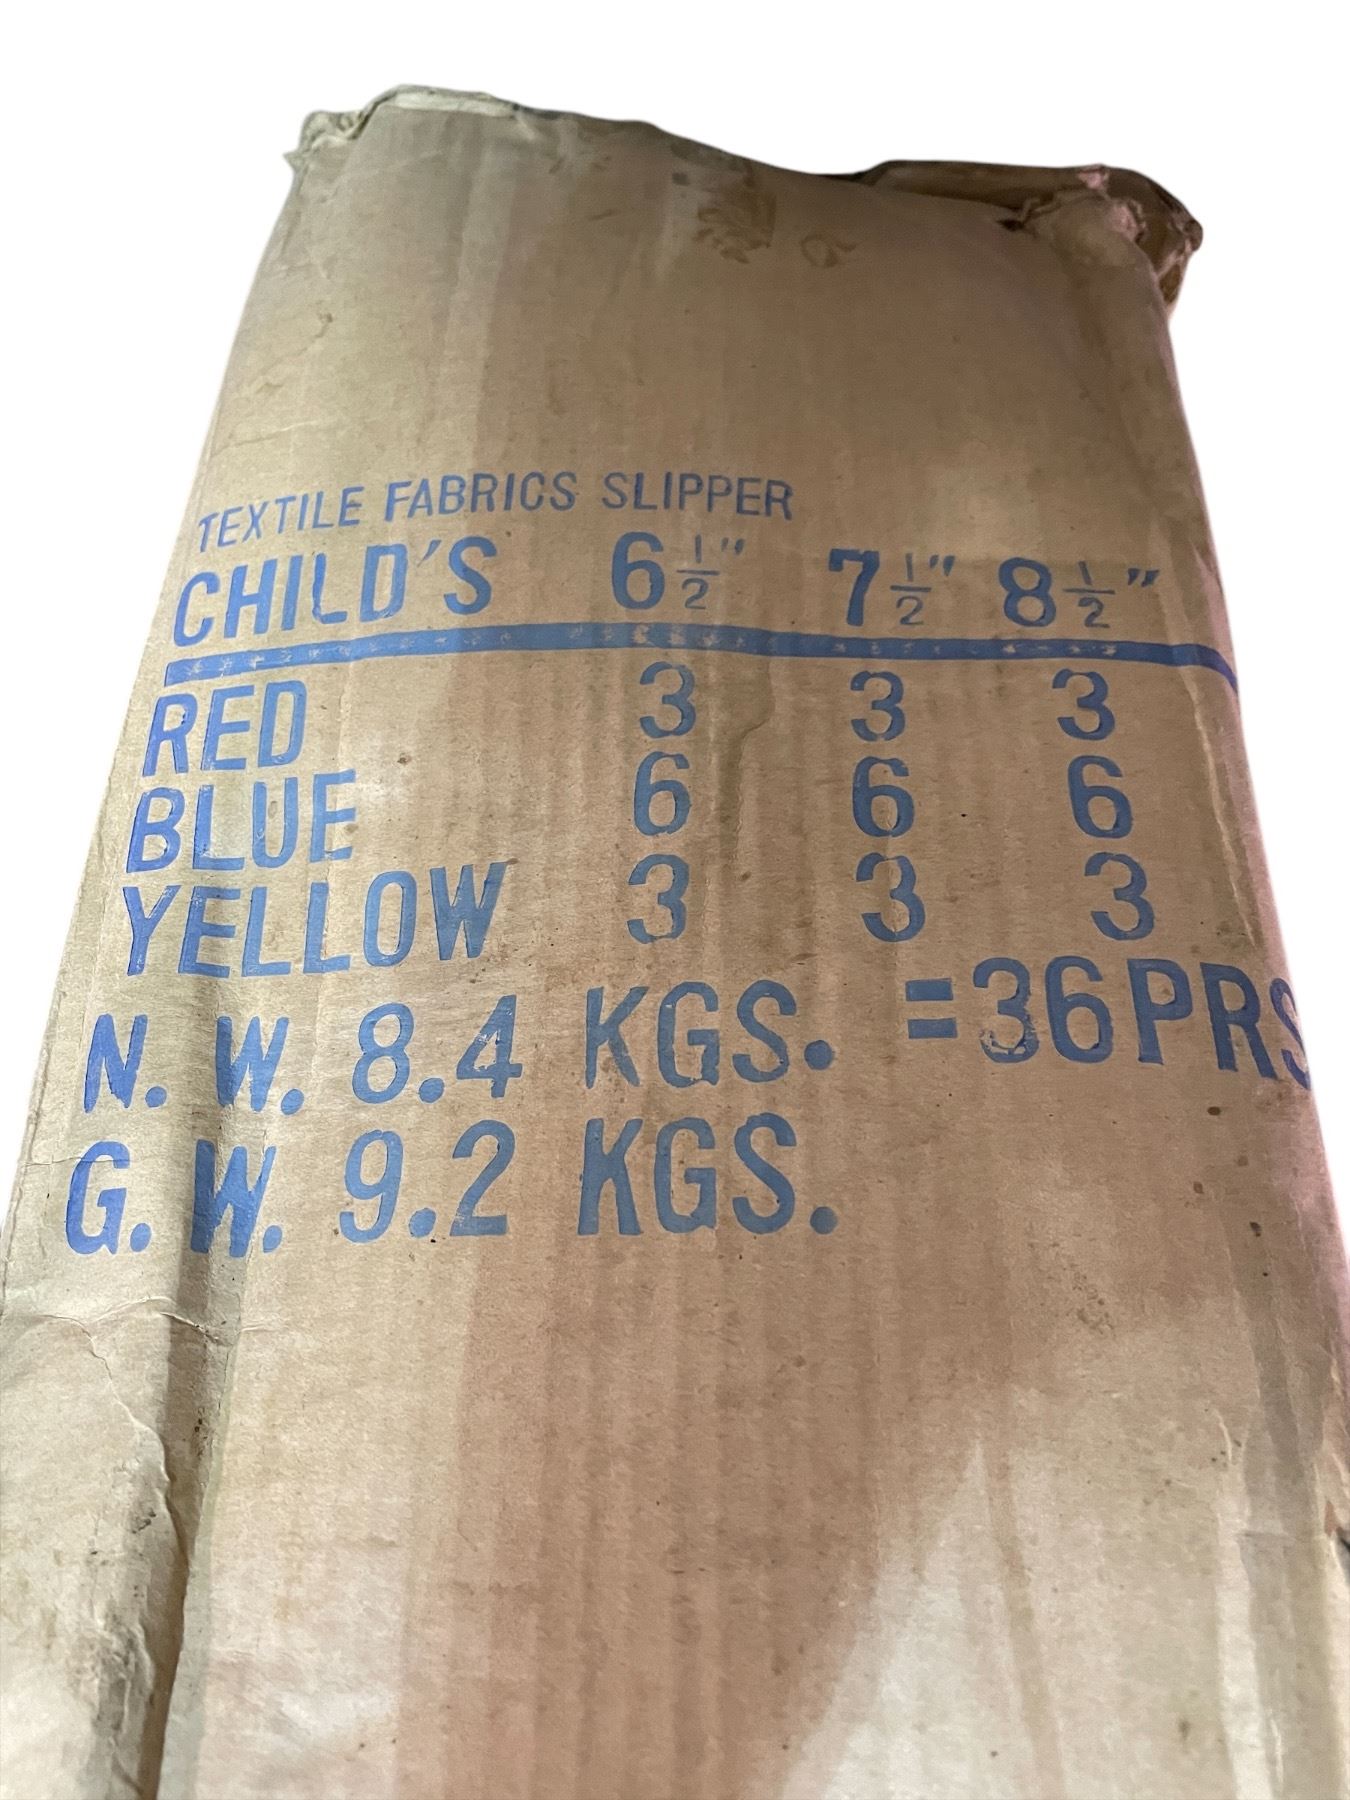 TEXTILE FABRICS SLIPPER
CHILD'S 6½" 7½" 8½"
RED 3 3 3
BLUE 6 6 6
YELLOW 3 3 3
N. W. 8.4 KGS. =36PRS
G. W. 9.2 KGS.